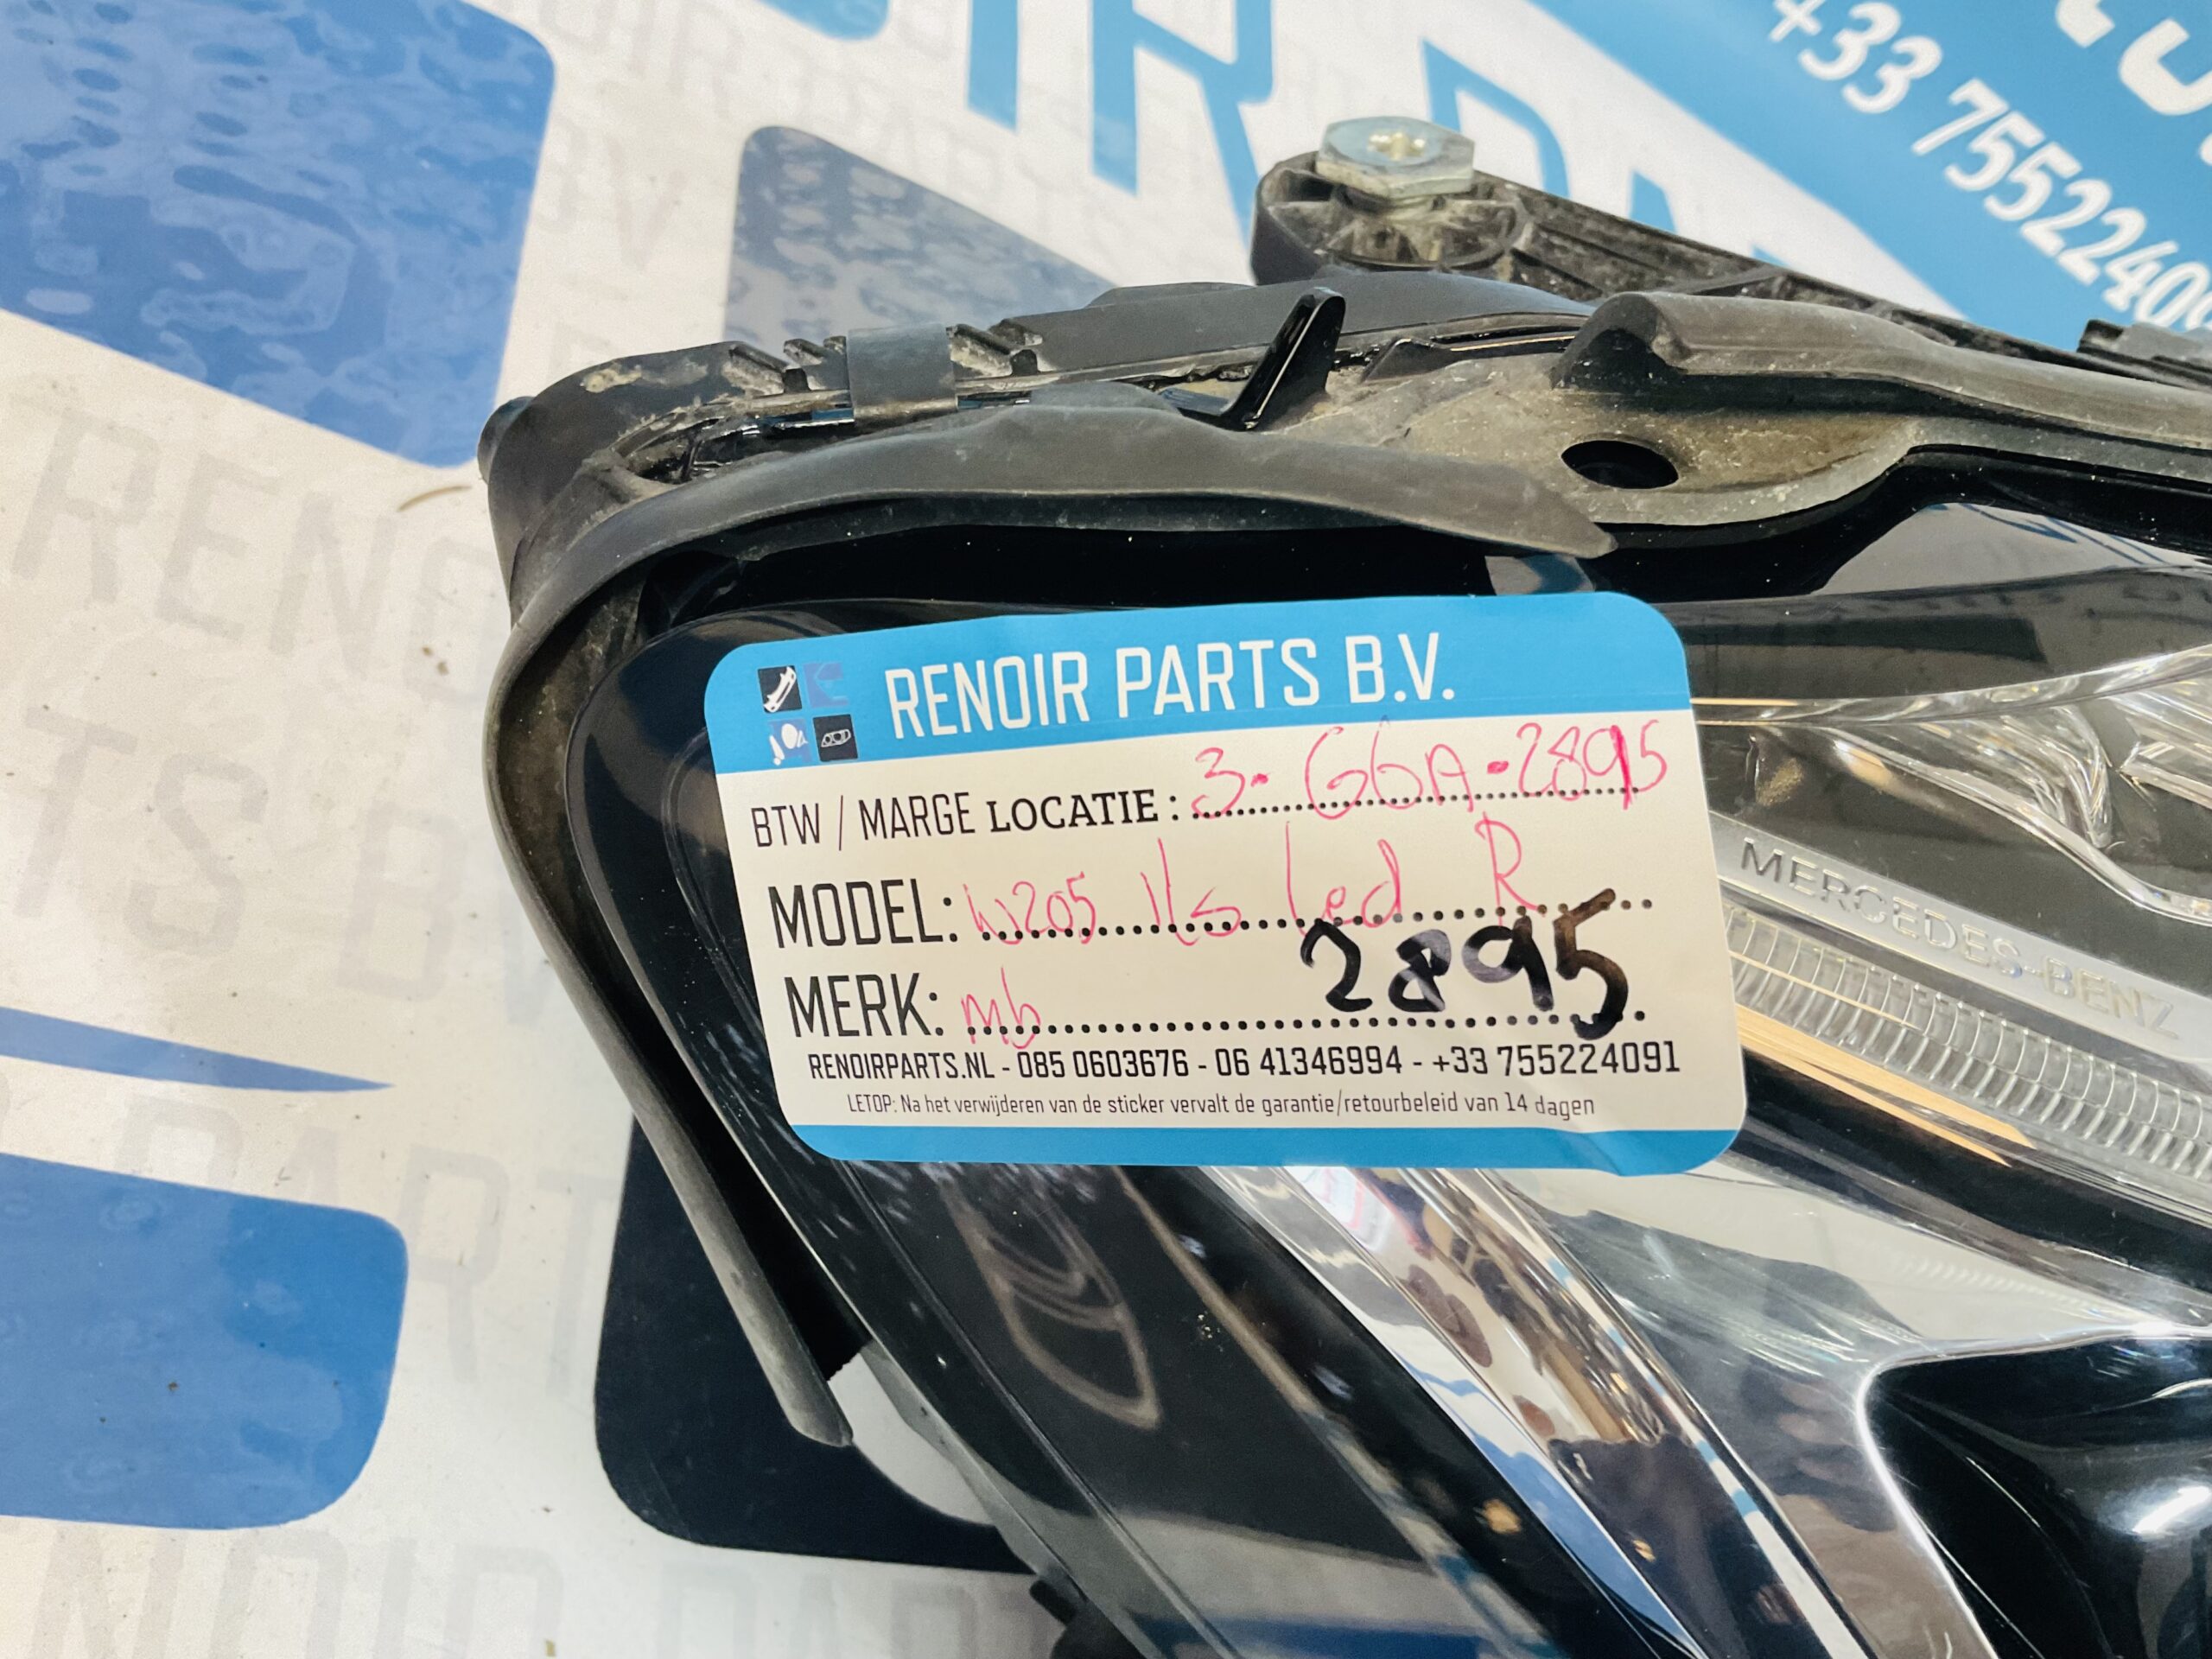 +33 75522409
RENOIR PARTS B.V.
BTW / MARGE LOCATIE : 3- G6A-2895
MODEL: W205 Ils Led R
2895
MERK: mb
RENOIRPARTS.NL - 085 0603676 - 06 41346994 - +33 755224091
LETOP: Na het verwijderen van de sticker vervalt de garantie/retourbeleid van 14 dagen
MERCEDES-BENZ